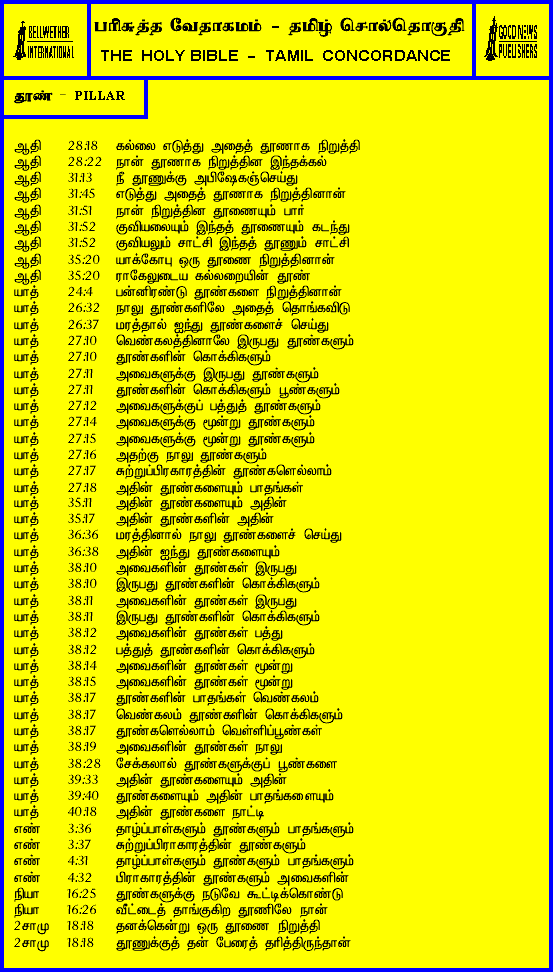 BELLWETHER
INTERNATIONAL
பரிசுத்த வேதாகமம் - தமிழ் சொல்தொகுதி
THE HOLY BIBLE - TAMIL CONCORDANCE
GOOD NEWS
PUBLISHERS
தூண் - PILLAR
ஆதி 28:18 கல்லை எடுத்து அதைத் தூணாக நிறுத்தி
ஆதி 28:22 நான் தூணாக நிறுத்தின இந்தக்கல்
ஆதி 31:13 நீ தூணுக்கு அபிஷேகஞ்செய்து
ஆதி 31:45 எடுத்து அதைத் தூணாக நிறுத்தினான்
ஆதி 31:51 நான் நிறுத்தின தூணையும் பார்
ஆதி 31:52 குவியலையும் இந்தத் தூணையும் கடந்து
ஆதி 31:52 குவியலும் சாட்சி இந்தத் தூணும் சாட்சி
ஆதி 35:20 யாக்கோபு ஒரு தூணை நிறுத்தினான்
ஆதி 35:20 ராகேலுடைய கல்லறையின் தூண்
யாத் 24:4 பன்னிரண்டு தூண்களை நிறுத்தினான்
யாத் 26:32 நாலு தூண்களிலே அதைத் தொங்கவிடு
யாத் 26:37 மரத்தால் ஐந்து தூண்களைச் செய்து
யாத் 27:10 வெண்கலத்தினாலே இருபது தூண்களும்
யாத் 27:10 தூண்களின் கொக்கிகளும்
யாத் 27:11 அவைகளுக்கு இருபது தூண்களும்
யாத் 27:11 தூண்களின் கொக்கிகளும் பூண்களும்
யாத் 27:12 அவைகளுக்குப் பத்துத் தூண்களும்
யாத் 27:14 அவைகளுக்கு மூன்று தூண்களும்
யாத் 27:15 அவைகளுக்கு மூன்று தூண்களும்
யாத் 27:16 அதற்கு நாலு தூண்களும்
யாத் 27:17 சுற்றுப்பிரகாரத்தின் தூண்களெல்லாம்
யாத் 27:18 அதின் தூண்களையும் பாதங்கள்
யாத் 35:11 அதின் தூண்களையும் அதின்
யாத் 35:17 அதின் தூண்களின் அதின்
யாத் 36:36 மரத்தினால் நாலு தூண்களைச் செய்து
யாத் 36:38 அதின் ஐந்து தூண்களையும்
யாத் 38:10 அவைகளின் தூண்கள் இருபது
யாத் 38:10 இருபது தூண்களின் கொக்கிகளும்
யாத் 38:11 அவைகளின் தூண்கள் இருபது
யாத் 38:11 இருபது தூண்களின் கொக்கிகளும்
யாத் 38:12 அவைகளின் தூண்கள் பத்து
யாத் 38:12 பத்துத் தூண்களின் கொக்கிகளும்
யாத் 38:14 அவைகளின் தூண்கள் மூன்று
யாத் 38:15 அவைகளின் தூண்கள் மூன்று
யாத் 38:17 தூண்களின் பாதங்கள் வெண்கலம்
யாத் 38:17 வெண்கலம் தூண்களின் கொக்கிகளும்
யாத் 38:17 தூண்களெல்லாம் வெள்ளிப்பூண்கள்
யாத் 38:19 அவைகளின் தூண்கள் நாலு
யாத் 38:28 சேக்கலால் தூண்களுக்குப் பூண்களை
யாத் 39:33 அதின் தூண்களையும் அதின்
யாத் 39:40 தூண்களையும் அதின் பாதங்களையும்
யாத் 40:18 அதின் தூண்களை நாட்டி
எண் 3:36 தாழ்ப்பாள்களும் தூண்களும் பாதங்களும்
எண் 3:37 சுற்றுப்பிராகாரத்தின் தூண்களும்
எண் 4:31 தாழ்ப்பாள்களும் தூண்களும் பாதங்களும்
எண் 4:32 பிராகாரத்தின் தூண்களும் அவைகளின்
நியா 16:25 தூண்களுக்கு நடுவே கூட்டிக்கொண்டு
நியா 16:26 வீட்டைத் தாங்குகிற தூணிலே நான்
2சாமு 18:18 தனக்கென்று ஒரு தூணை நிறுத்தி
2சாமு 18:18 தூணுக்குத் தன் பேரைத் தரித்திருந்தான்